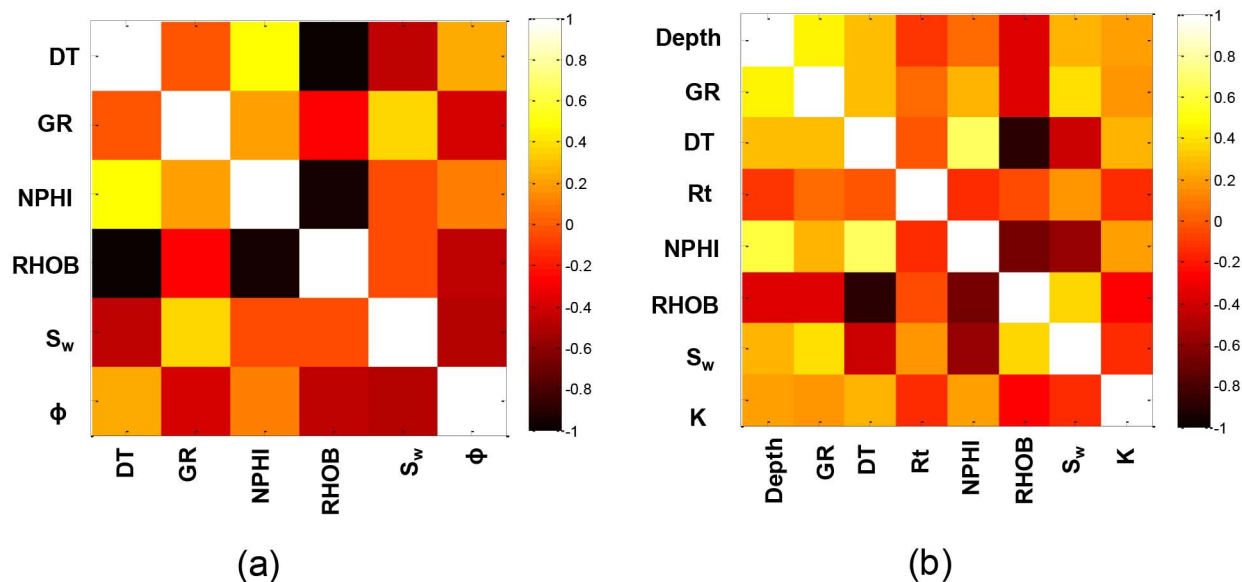 DT
GR
NPHI
RHOB
Sw
ϕ
DT
GR
NPHI
RHOB
Sw
ϕ
1
0.8
0.6
0.4
0.2
0
-0.2
-0.4
-0.6
-0.8
-1
(a)
Depth
GR
DT
Rt
NPHI
RHOB
Sw
K
Depth
GR
DT
Rt
NPHI
RHOB
Sw
K
1
0.8
0.6
0.4
0.2
0
-0.2
-0.4
-0.6
-0.8
-1
(b)